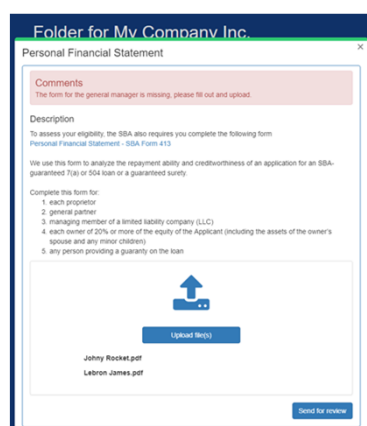 Folder for My Company Inc.
Personal Financial Statement
×
Comments
The form for the general manager is missing, please fill out and upload.
Description
To assess your eligibility, the SBA also requires you complete the following form
Personal Financial Statement - SBA Form 413
We use this form to analyze the repayment ability and creditworthiness of an application for an SBA-
guaranteed 7(a) or 504 loan or a guaranteed surety.
Complete this form for:
1. each proprietor
2. general partner
3. managing member of a limited liability company (LLC)
4. each owner of 20% or more of the equity of the Applicant (including the assets of the owner's
spouse and any minor children)
5. any person providing a guaranty on the loan
Upload file(s)
Johny Rocket.pdf
Lebron James.pdf
Send for review